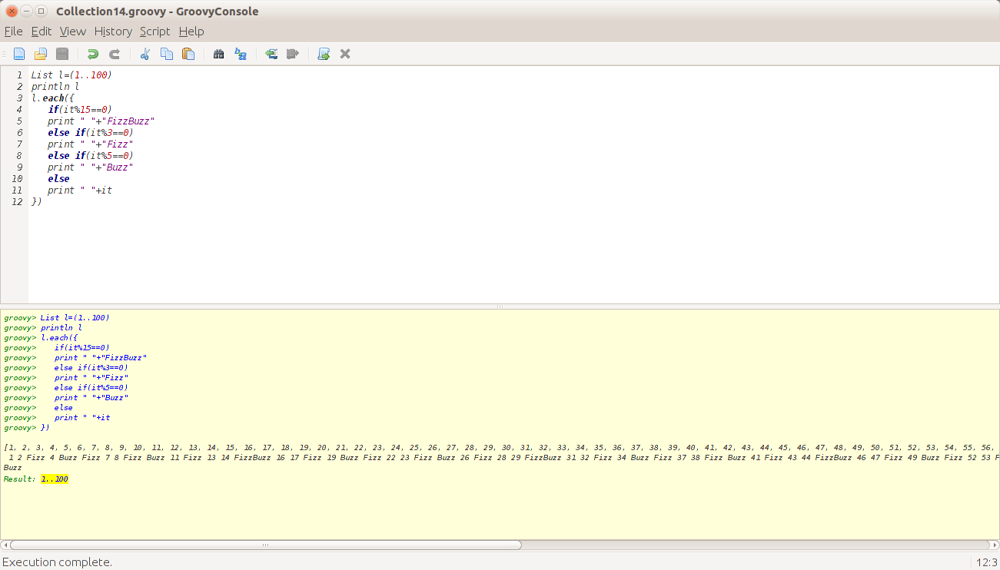 Collection14.groovy - GroovyConsole
File Edit View History Script Help
1 List l=(1..100)
2 println l
3 l.each({
4 if(it%15==0)
5 print " "+"FizzBuzz"
6 else if(it%3==0)
7 print " "+"Fizz"
8 else if(it%5==0)
9 print " "+"Buzz"
10 else
11 print " "+it
12 })
groovy> List l=(1..100)
groovy> println l
groovy> l.each({
groovy> if(it%15==0)
groovy> print " "+"FizzBuzz"
groovy> else if(it%3==0)
groovy> print " "+"Fizz"
groovy> else if(it%5==0)
groovy> print " "+"Buzz"
groovy> else
groovy> print " "+it
groovy> })
[1, 2, 3, 4, 5, 6, 7, 8, 9, 10, 11, 12, 13, 14, 15, 16, 17, 18, 19, 20, 21, 22, 23, 24, 25, 26, 27, 28, 29, 30, 31, 32, 33, 34, 35, 36, 37, 38, 39, 40, 41, 42, 43, 44, 45, 46, 47, 48, 49, 50, 51, 52, 53, 54, 55, 56,
1 2 Fizz 4 Buzz Fizz 7 8 Fizz Buzz 11 Fizz 13 14 FizzBuzz 16 17 Fizz 19 Buzz Fizz 22 23 Fizz Buzz 26 Fizz 28 29 FizzBuzz 31 32 Fizz 34 Buzz Fizz 37 38 Fizz Buzz 41 Fizz 43 44 FizzBuzz 46 47 Fizz 49 Buzz Fizz 52 53 F
Buzz
Result: 1..100
Execution complete.
12:3